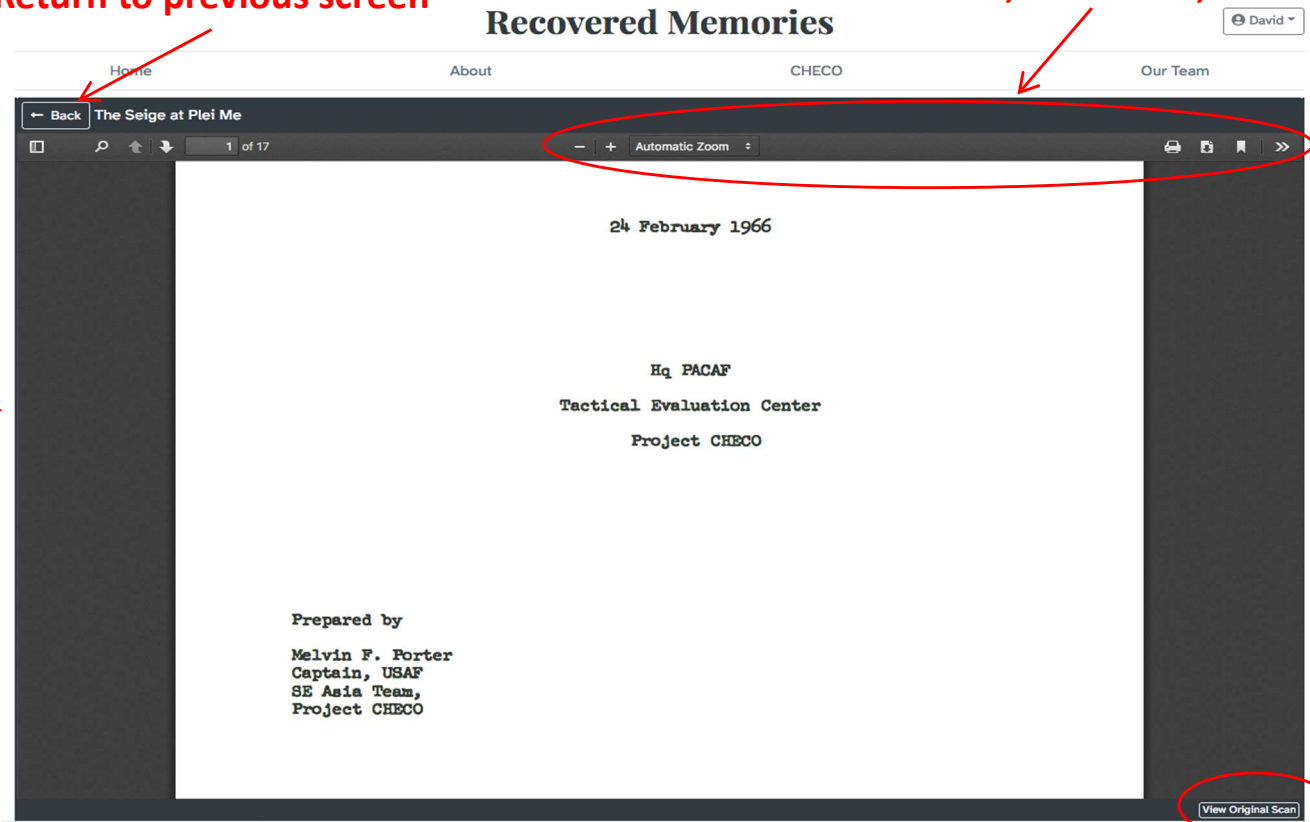 Return to previous screen
Recovered Memories
David
Home About CHECO Our Team
← Back The Seige at Plei Me
1 of 17 − + Automatic Zoom
24 February 1966
Hq PACAF
Tactical Evaluation Center
Project CHECO
Prepared by
Melvin F. Porter
Captain, USAF
SE Asia Team,
Project CHECO
View Original Scan